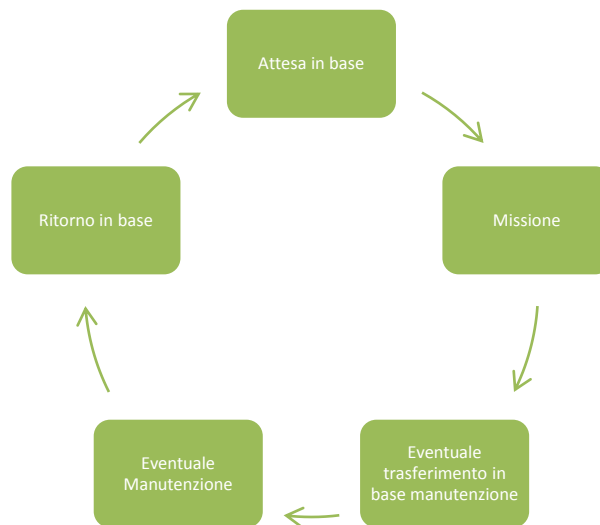 Attesa in base
Missione
Eventuale
trasferimento in
base manutenzione
Eventuale
Manutenzione
Ritorno in base